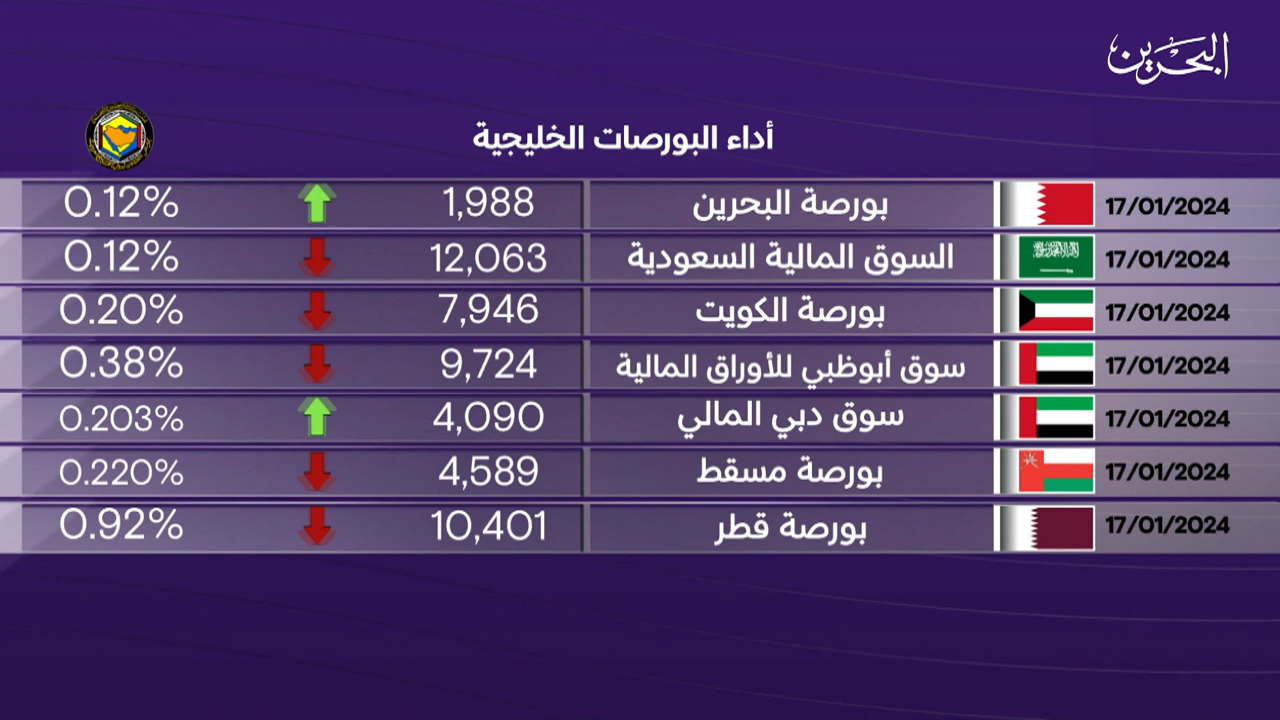 البحرين
أداء البورصات الخليجية
17/01/2024 بورصة البحرين 1,988 0.12%
17/01/2024 السوق المالية السعودية 12,063 0.12%
17/01/2024 بورصة الكويت 7,946 0.20%
17/01/2024 سوق أبوظبي للأوراق المالية 9,724 0.38%
17/01/2024 سوق دبي المالي 4,090 0.203%
17/01/2024 بورصة مسقط 4,589 0.220%
17/01/2024 بورصة قطر 10,401 0.92%